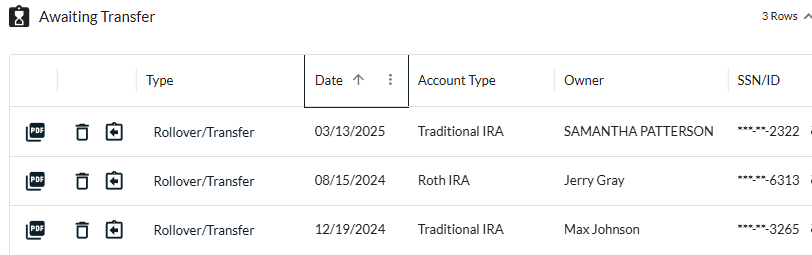 Awaiting Transfer 3 Rows
Type Date Account Type Owner SSN/ID
PDF Rollover/Transfer 03/13/2025 Traditional IRA SAMANTHA PATTERSON ***-**-2322
PDF Rollover/Transfer 08/15/2024 Roth IRA Jerry Gray ***-**-6313
PDF Rollover/Transfer 12/19/2024 Traditional IRA Max Johnson ***-**-3265